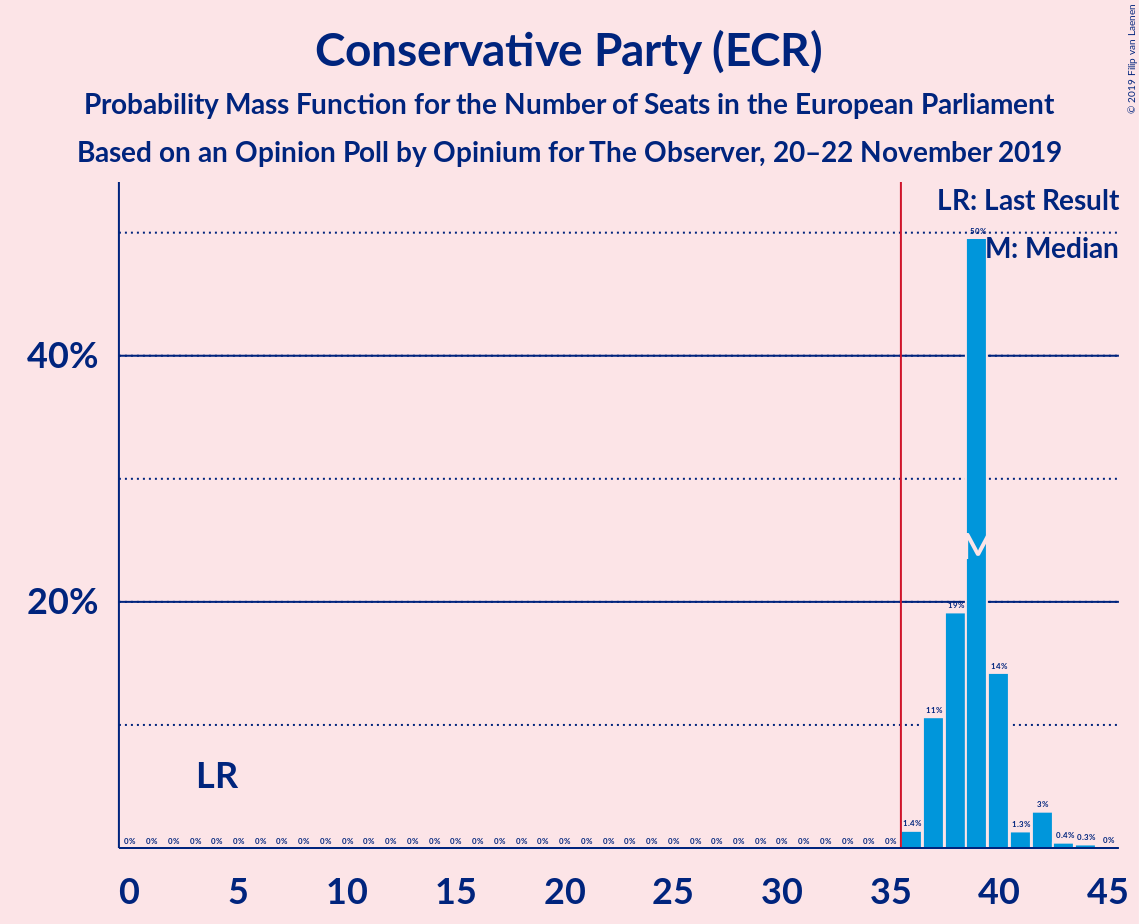 Conservative Party (ECR)
Probability Mass Function for the Number of Seats in the European Parliament
Based on an Opinion Poll by Opinium for The Observer, 20–22 November 2019
© 2019 Filip van Laenen
LR: Last Result
M: Median
40%
20%
LR
M
0% 0% 0% 0% 0% 0% 0% 0% 0% 0% 0% 0% 0% 0% 0% 0% 0% 0% 0% 0% 0% 0% 0% 0% 0% 0% 0% 0% 0% 0% 0% 0% 0% 0% 0% 0% 1.4% 11% 19% 50% 14% 1.3% 3% 0.4% 0.3% 0%
0 5 10 15 20 25 30 35 40 45